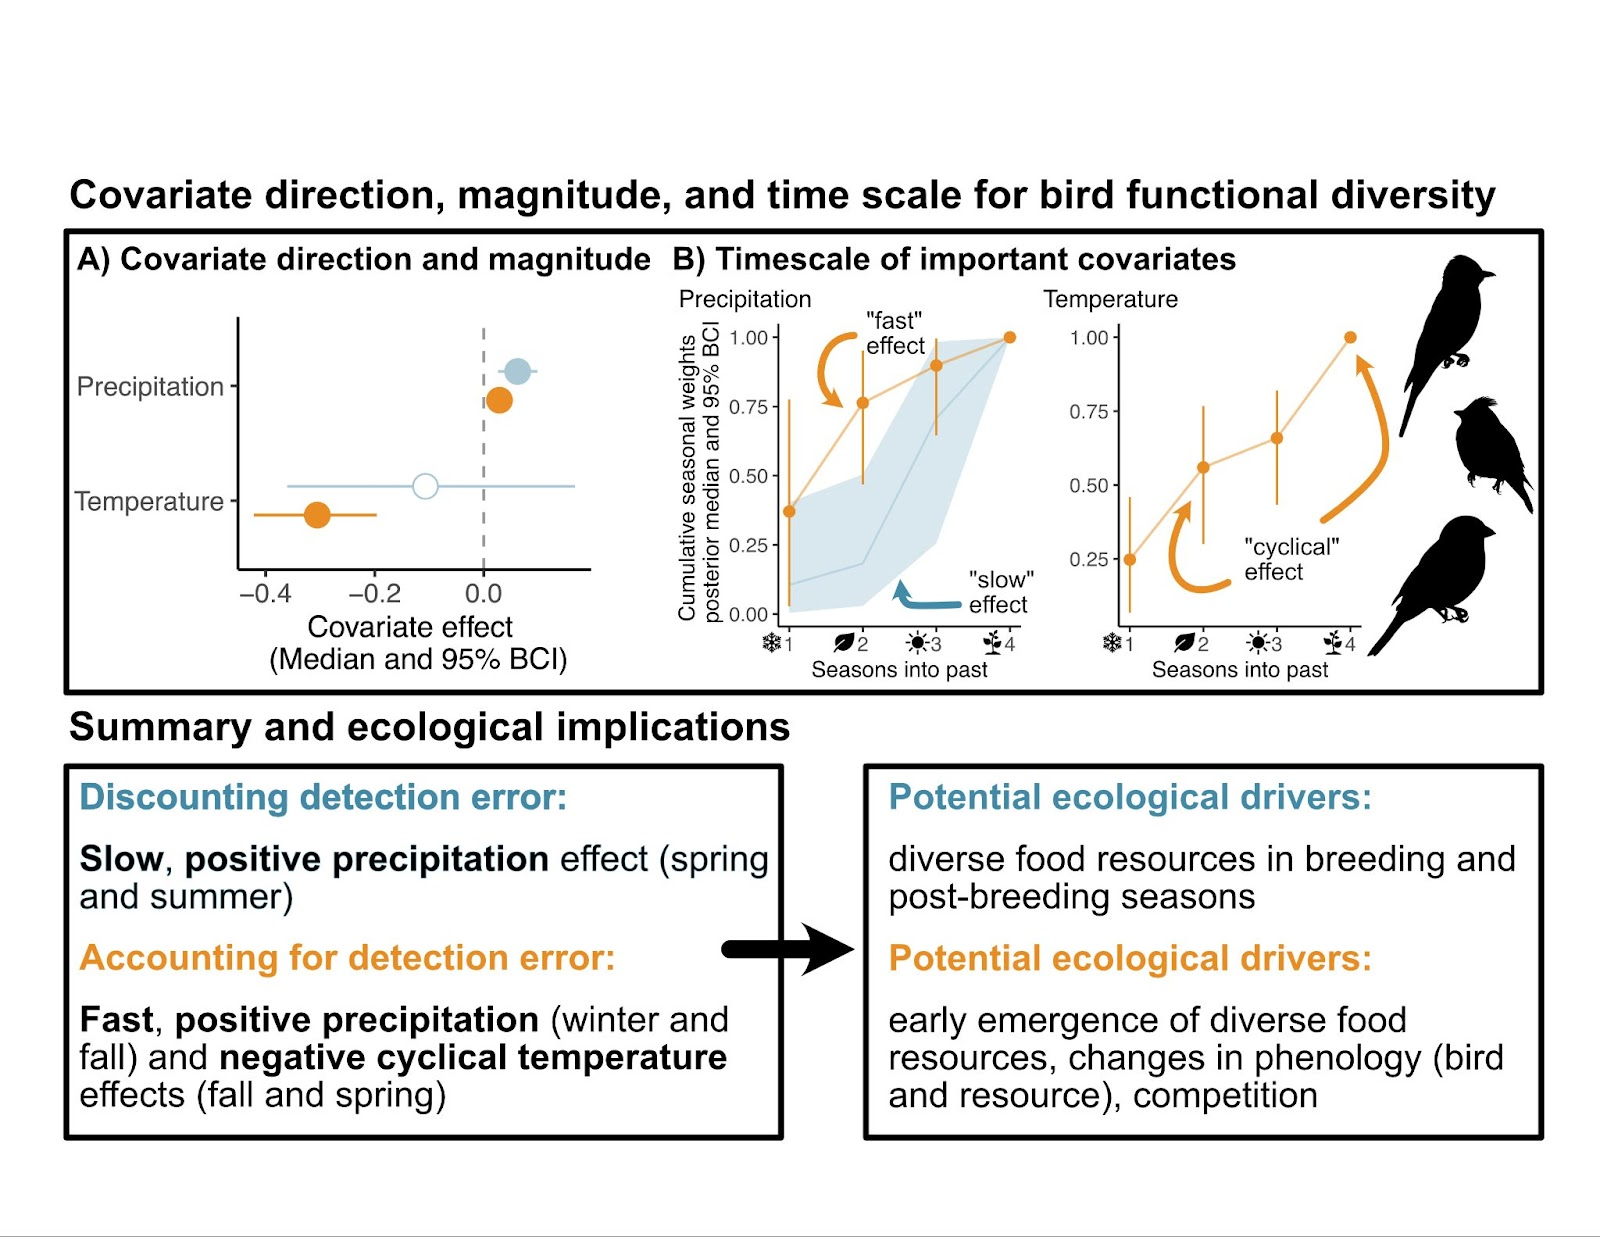 Covariate direction, magnitude, and time scale for bird functional diversity
A) Covariate direction and magnitude
Precipitation
Temperature
−0.4
−0.2
0.0
Covariate effect
(Median and 95% BCI)
B) Timescale of important covariates
Precipitation
Cumulative seasonal weights
posterior median and 95% BCI
1.00
0.75
0.50
0.25
0.00
"fast"
effect
"slow"
effect
1
2
3
4
Seasons into past
Temperature
1.00
0.75
0.50
0.25
"cyclical"
effect
1
2
3
4
Seasons into past
Summary and ecological implications
Discounting detection error:
Slow, positive precipitation effect (spring
and summer)
Accounting for detection error:
Fast, positive precipitation (winter and
fall) and negative cyclical temperature
effects (fall and spring)
Potential ecological drivers:
diverse food resources in breeding and
post-breeding seasons
Potential ecological drivers:
early emergence of diverse food
resources, changes in phenology (bird
and resource), competition